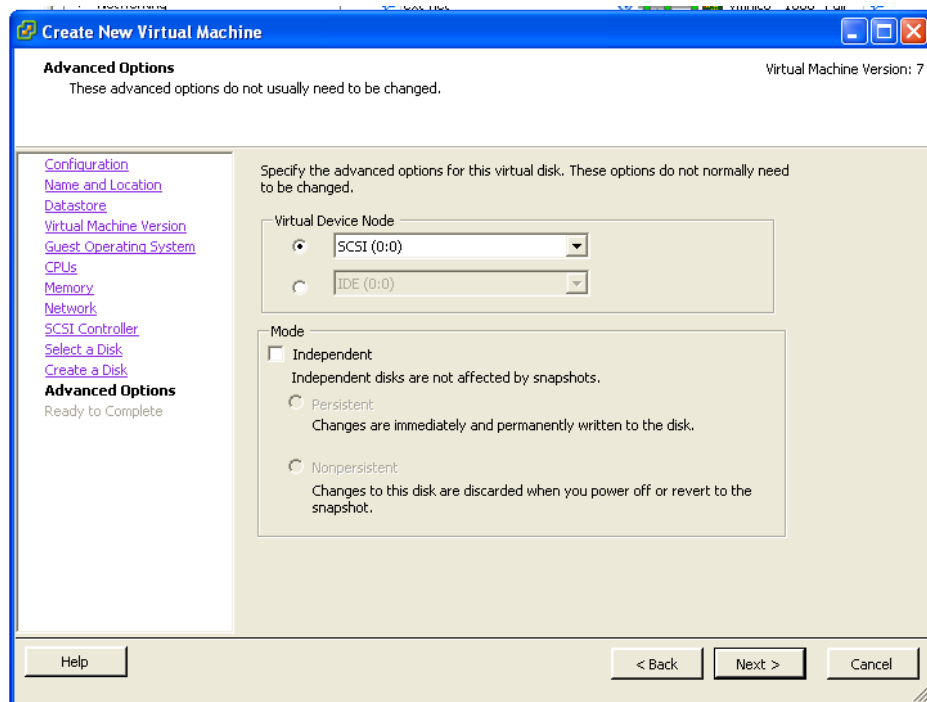 Create New Virtual Machine
Advanced Options
Virtual Machine Version: 7
These advanced options do not usually need to be changed.
Configuration
Name and Location
Datastore
Virtual Machine Version
Guest Operating System
CPUs
Memory
Network
SCSI Controller
Select a Disk
Create a Disk
Advanced Options
Ready to Complete
Specify the advanced options for this virtual disk. These options do not normally need
to be changed.
Virtual Device Node
SCSI (0:0)
IDE (0:0)
Mode
Independent
Independent disks are not affected by snapshots.
Persistent
Changes are immediately and permanently written to the disk.
Nonpersistent
Changes to this disk are discarded when you power off or revert to the
snapshot.
Help
< Back
Next >
Cancel